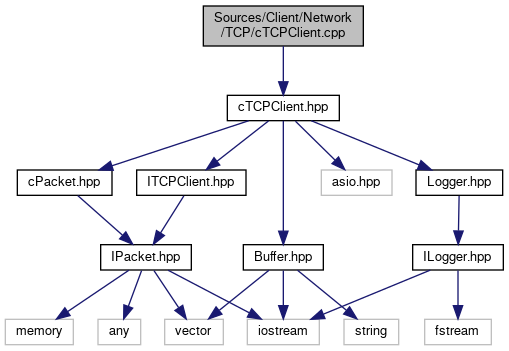 Sources/Client/Network
/TCP/cTCPClient.cpp
cTCPClient.hpp
cPacket.hpp
ITCPClient.hpp
asio.hpp
Logger.hpp
IPacket.hpp
Buffer.hpp
ILogger.hpp
memory
any
vector
iostream
string
fstream